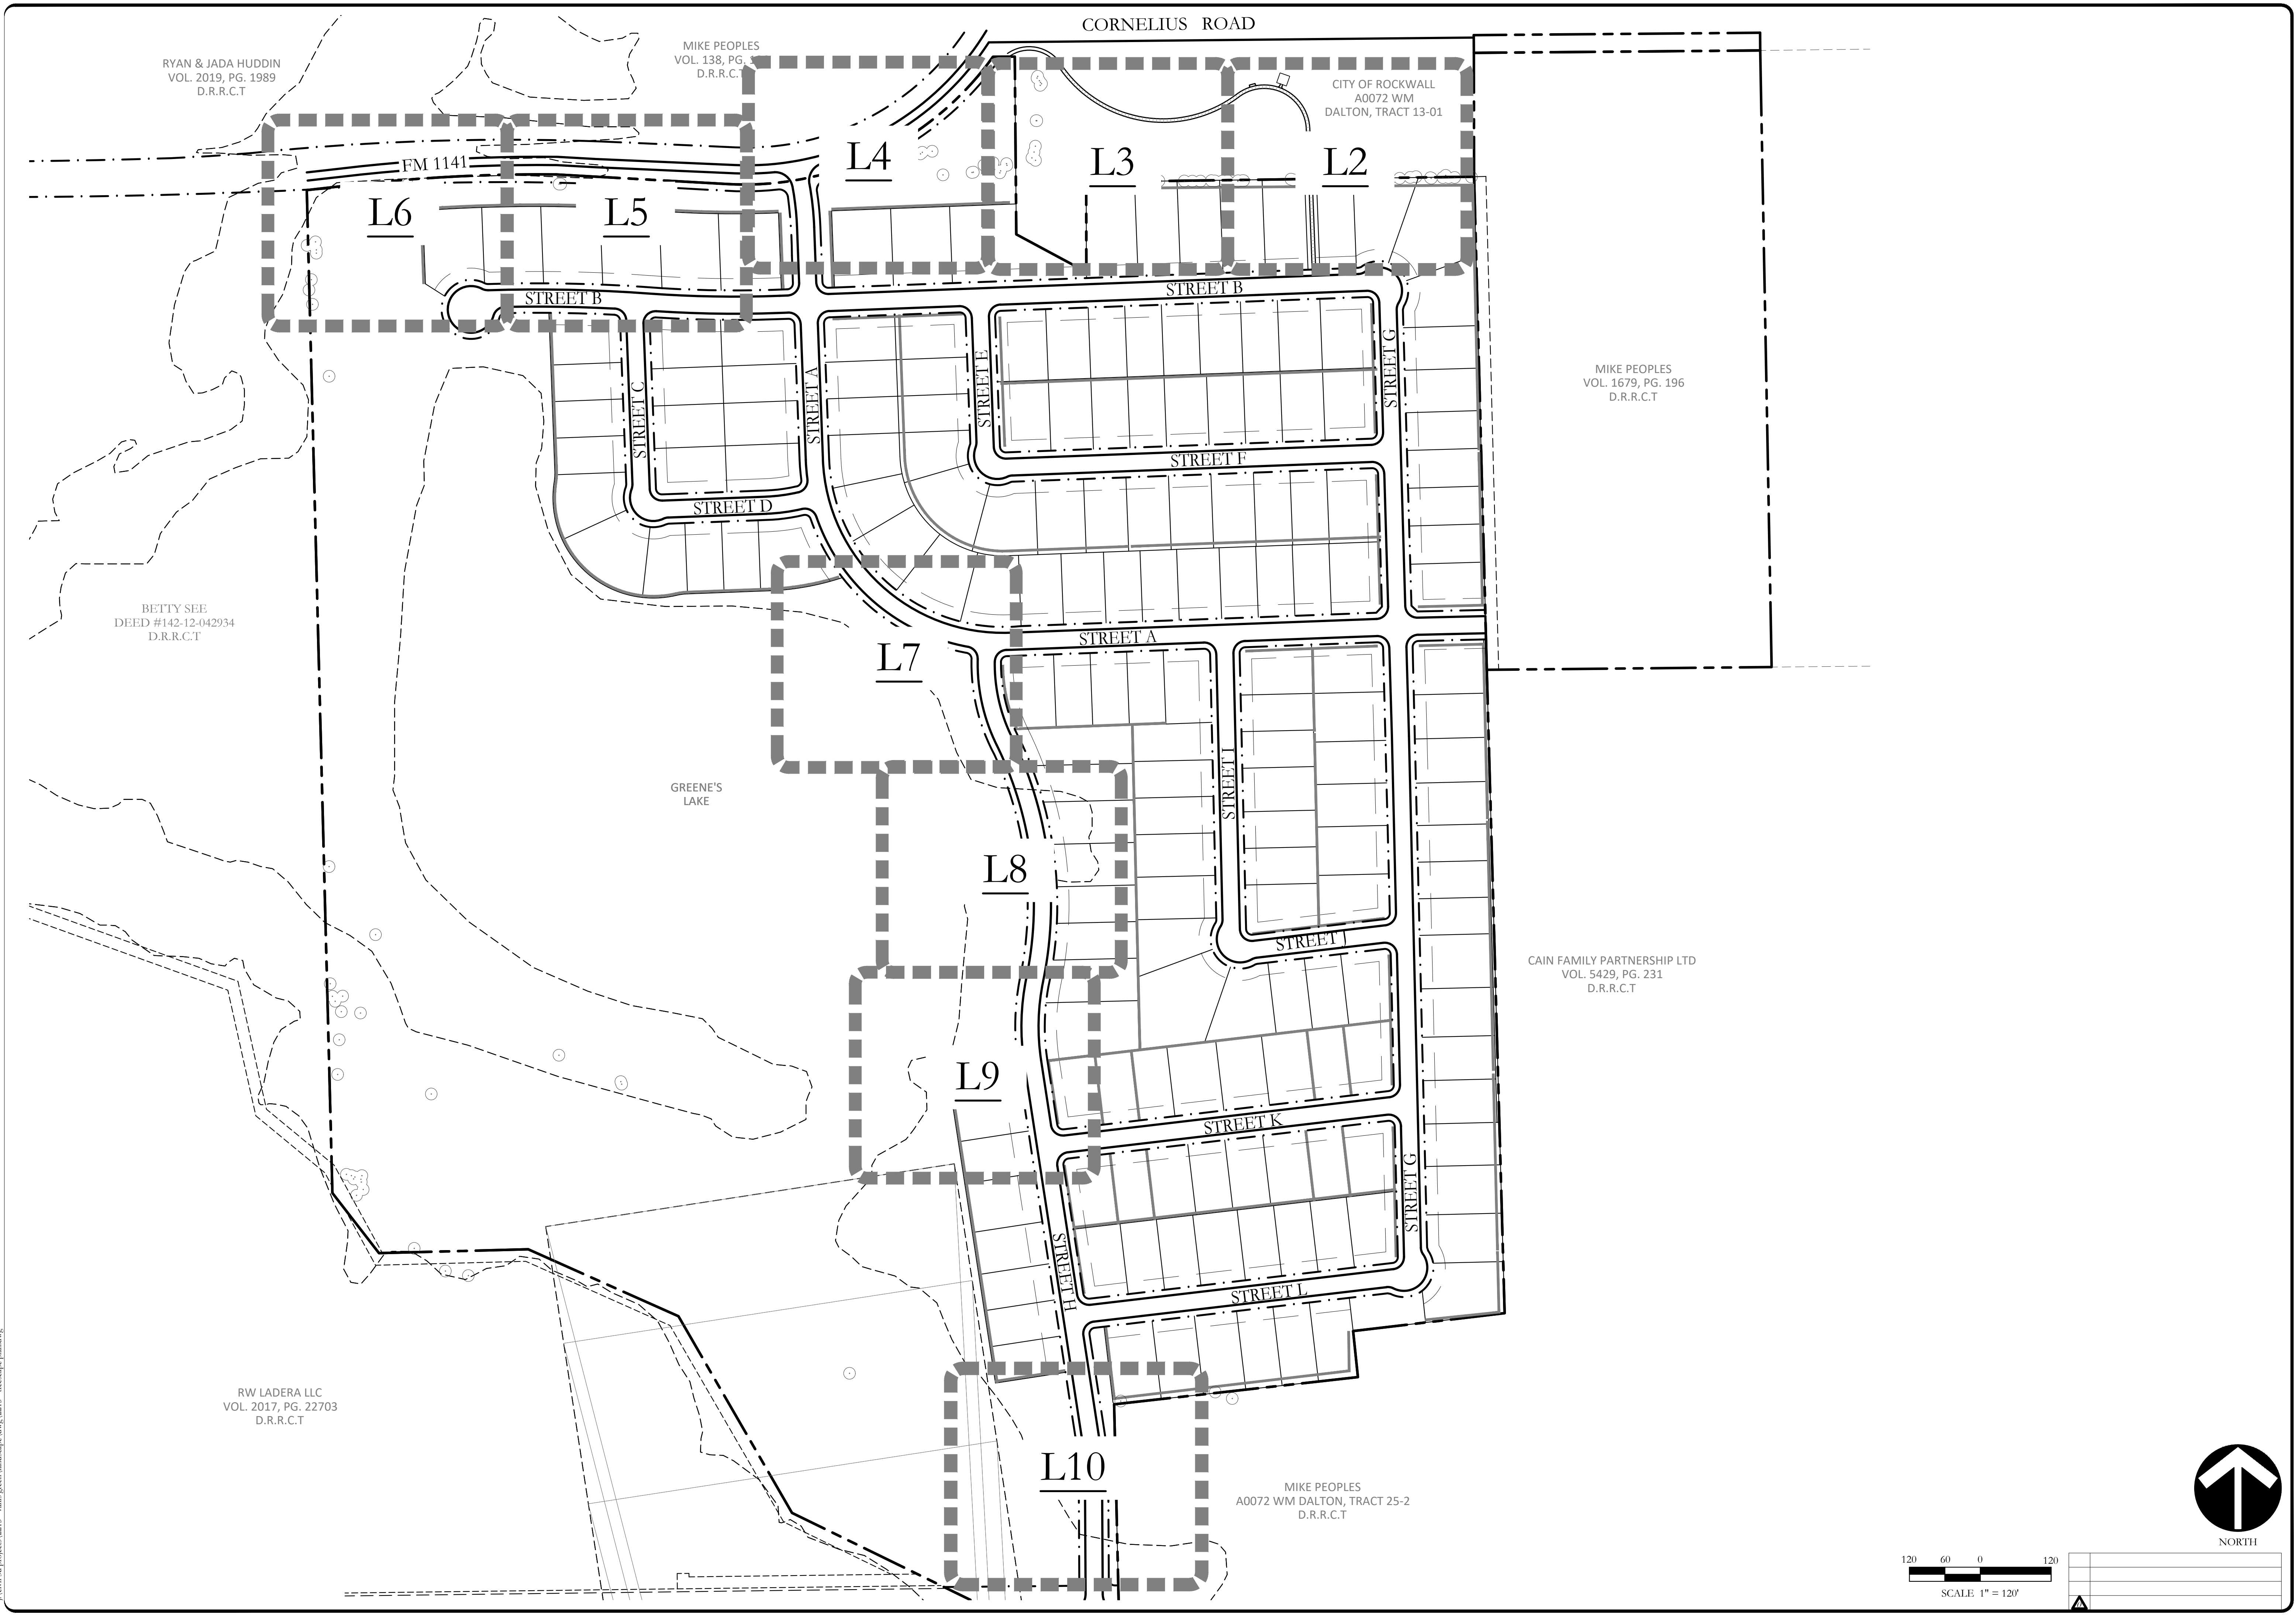 CORNELIUS ROAD
RYAN & JADA HUDDIN
VOL. 2019, PG. 1989
D.R.R.C.T
MIKE PEOPLES
VOL. 138, PG.
D.R.R.C.T
CITY OF ROCKWALL
A0072 WM
DALTON, TRACT 13-01
FM 1141
L4
L3
L2
L6
L5
STREET B
STREET B
STREET C
STREET A
STREET E
STREET G
MIKE PEOPLES
VOL. 1679, PG. 196
D.R.R.C.T
STREET F
STREET D
BETTY SEE
DEED #142-12-042934
D.R.R.C.T
STREET A
L7
STREET I
GREENE'S
LAKE
L8
STREET J
CAIN FAMILY PARTNERSHIP LTD
VOL. 5429, PG. 231
D.R.R.C.T
L9
STREET K
STREET G
STREET H
STREET L
RW LADERA LLC
VOL. 2017, PG. 22703
D.R.R.C.T
L10
MIKE PEOPLES
A0072 WM DALTON, TRACT 25-2
D.R.R.C.T
NORTH
120 60 0 120
SCALE 1" = 120'